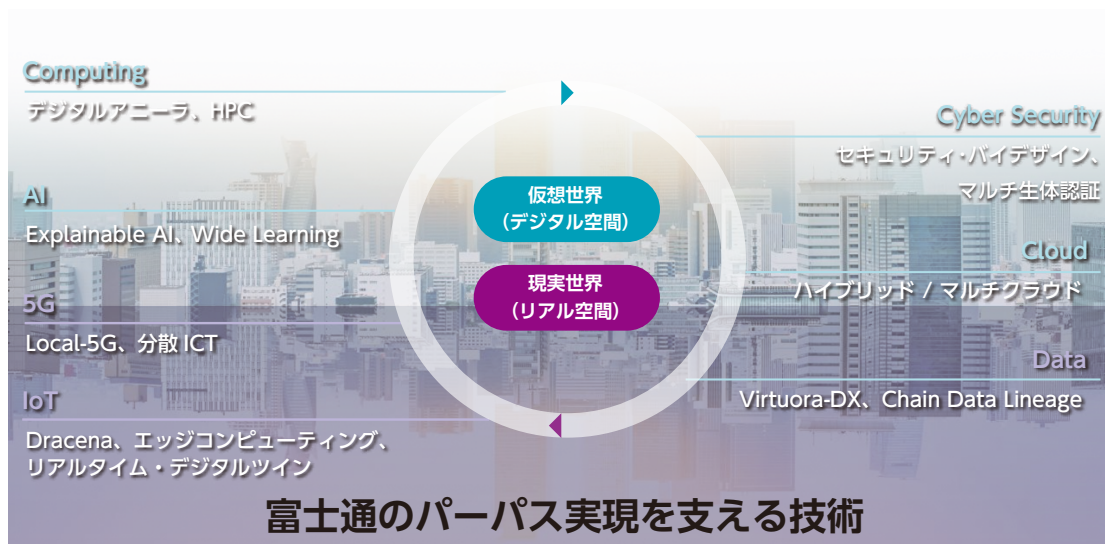 Computing
デジタルアニーラ、HPC
AI
Explainable AI、Wide Learning
5G
Local-5G、分散 ICT
IoT
Dracena、エッジコンピューティング、
リアルタイム・デジタルツイン
仮想世界
（デジタル空間）
現実世界
（リアル空間）
Cyber Security
セキュリティ・バイデザイン、
マルチ生体認証
Cloud
ハイブリッド / マルチクラウド
Data
Virtuora-DX、Chain Data Lineage
富士通のパーパス実現を支える技術